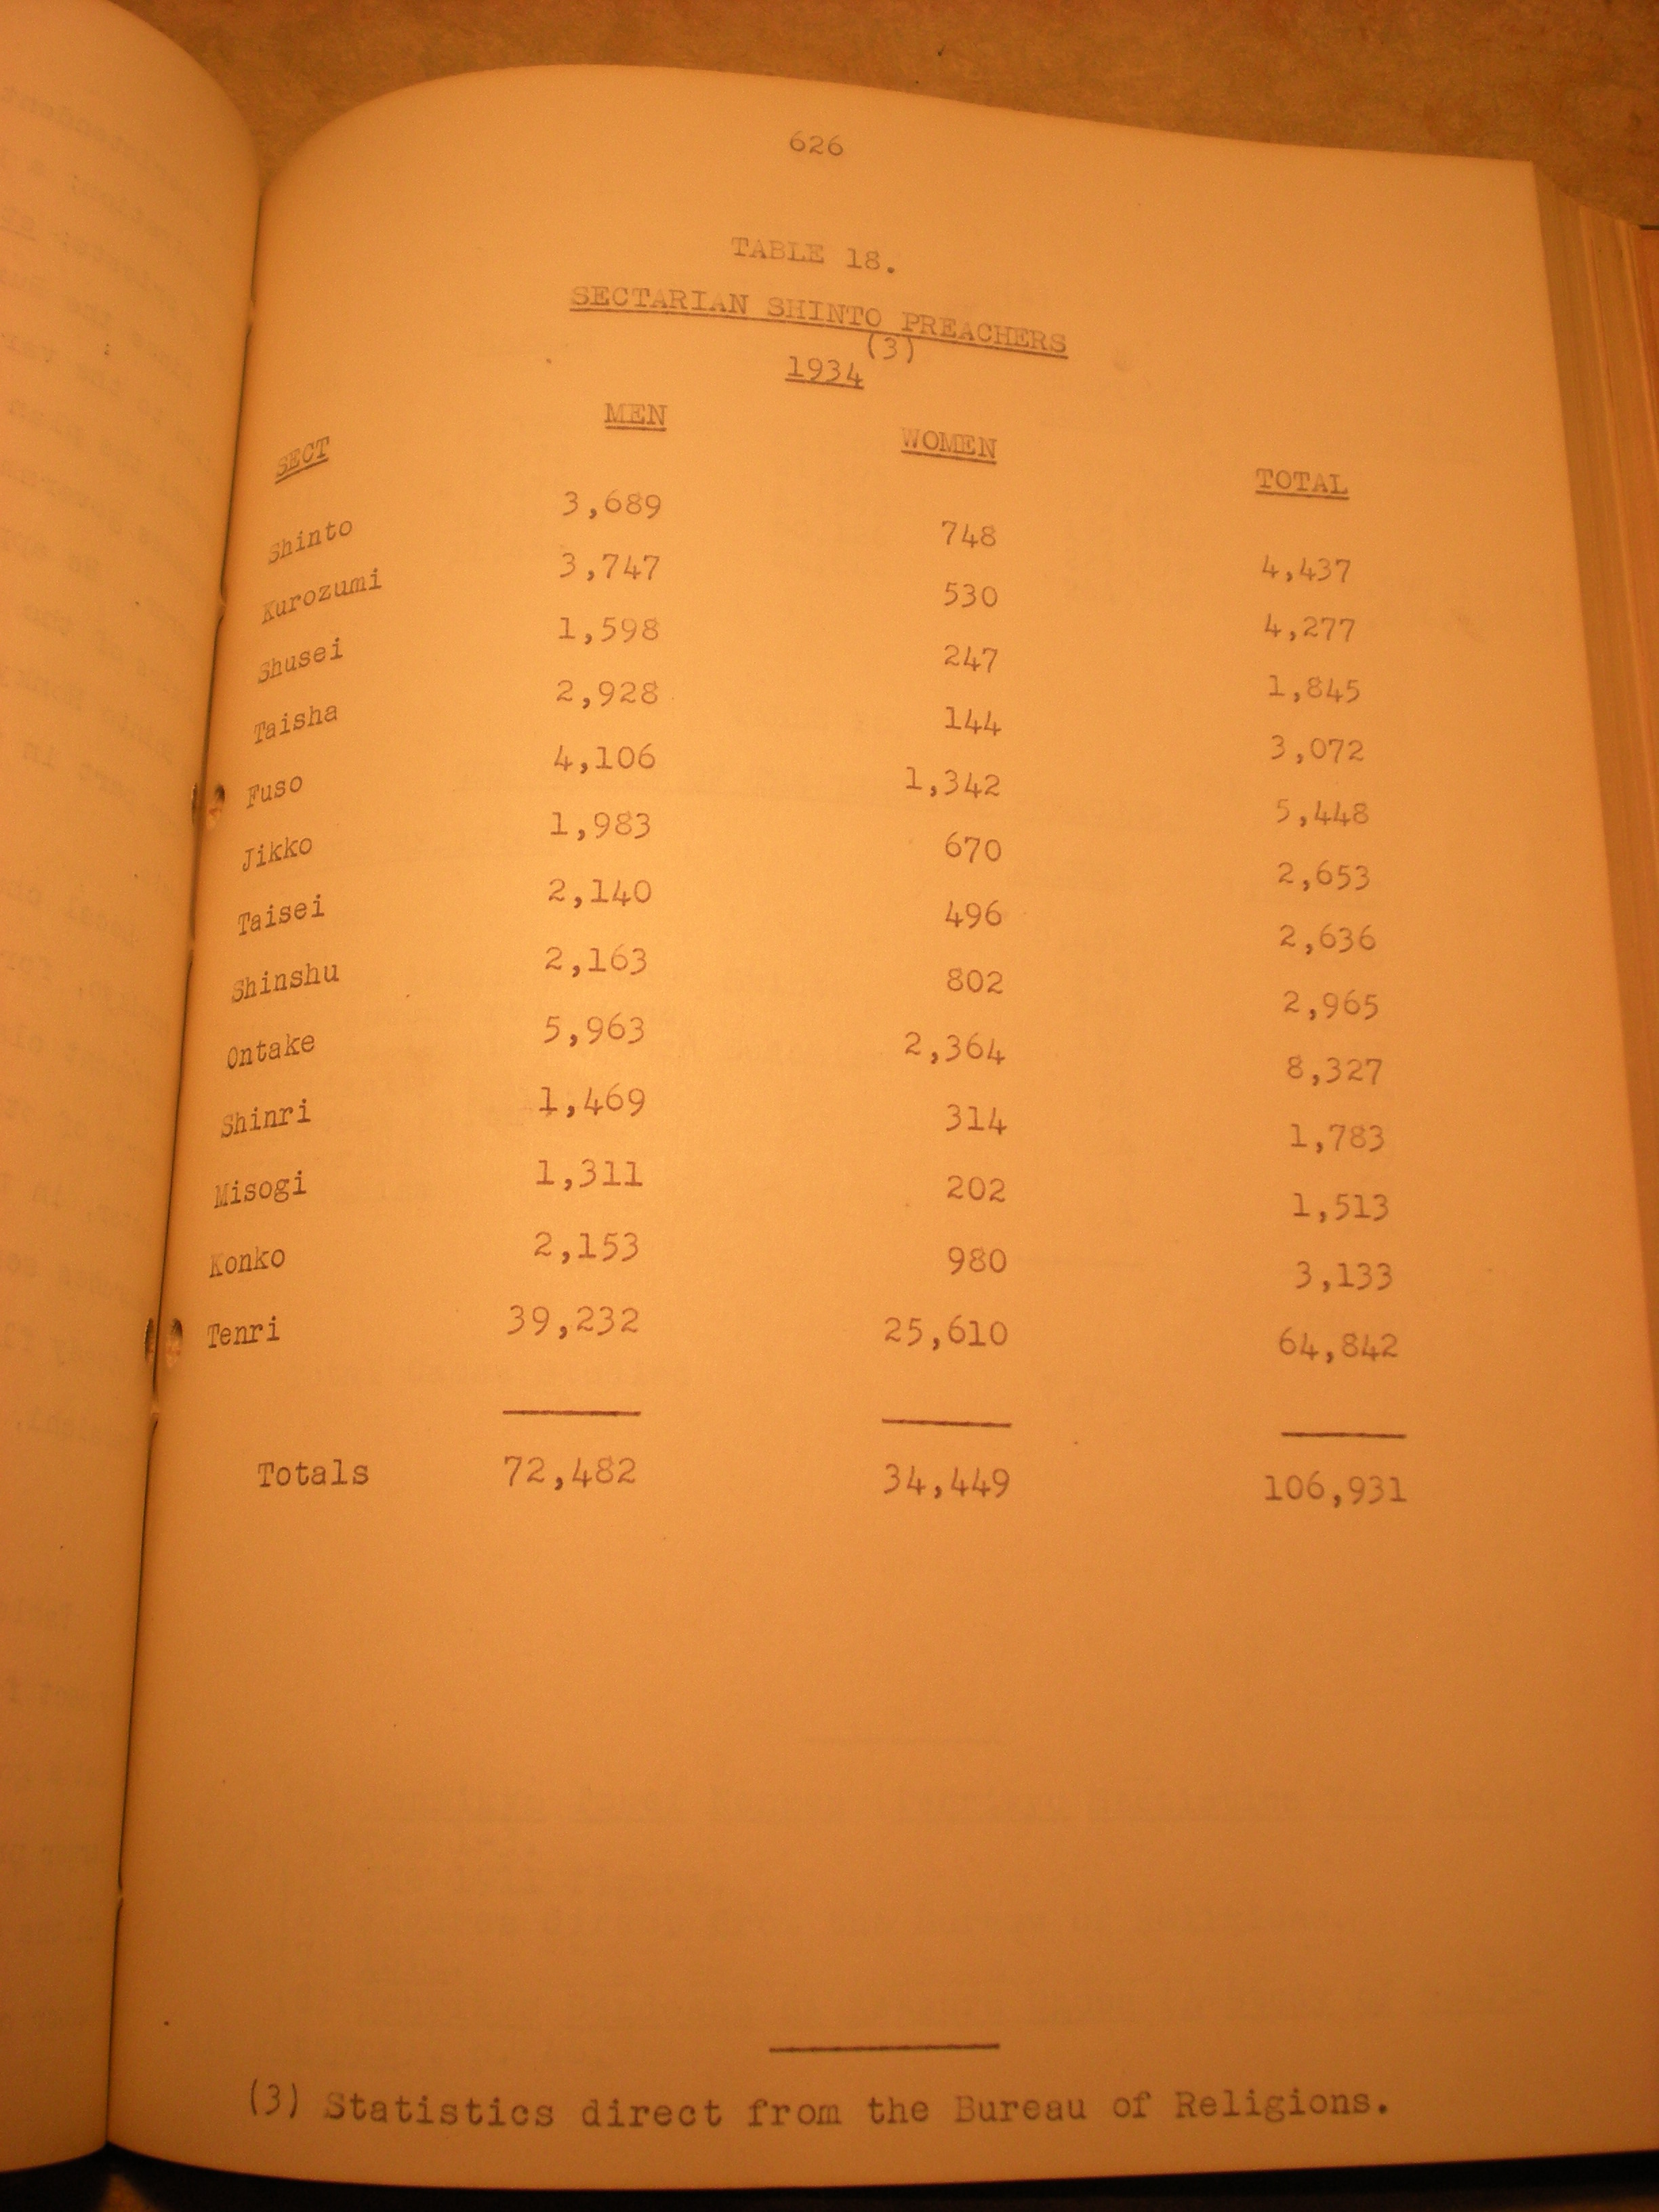 626
TABLE 18.
SECTARIAN SHINTO PREACHERS
(3)
1934
SECT MEN WOMEN TOTAL
Shinto 3,689 748 4,437
Kurozumi 3,747 530 4,277
Shusei 1,598 247 1,845
Taisha 2,928 144 3,072
Fuso 4,106 1,342 5,448
Jikko 1,983 670 2,653
Taisei 2,140 496 2,636
Shinshu 2,163 802 2,965
Ontake 5,963 2,364 8,327
Shinri 1,469 314 1,783
Misogi 1,311 202 1,513
Konko 2,153 980 3,133
Tenri 39,232 25,610 64,842
Totals 72,482 34,449 106,931
(3) Statistics direct from the Bureau of Religions.